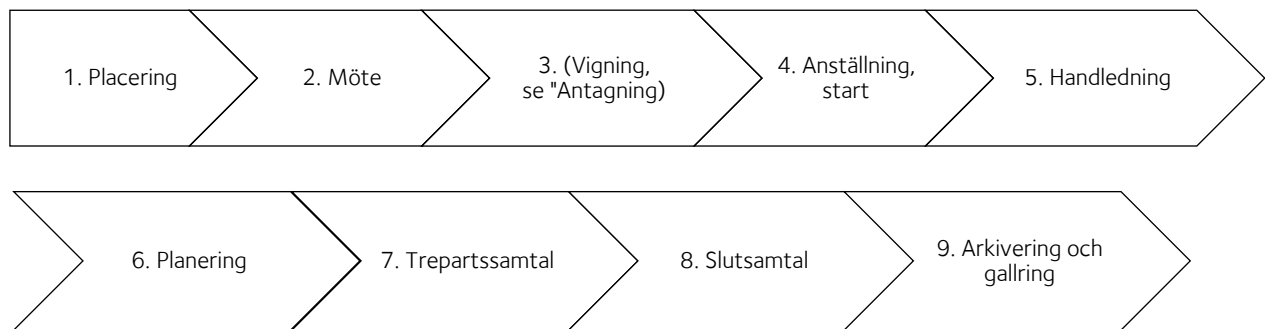 1. Placering
2. Möte
3. (Vigning,
se "Antagning)
4. Anställning,
start
5. Handledning
6. Planering
7. Trepartssamtal
8. Slutsamtal
9. Arkivering och
gallring